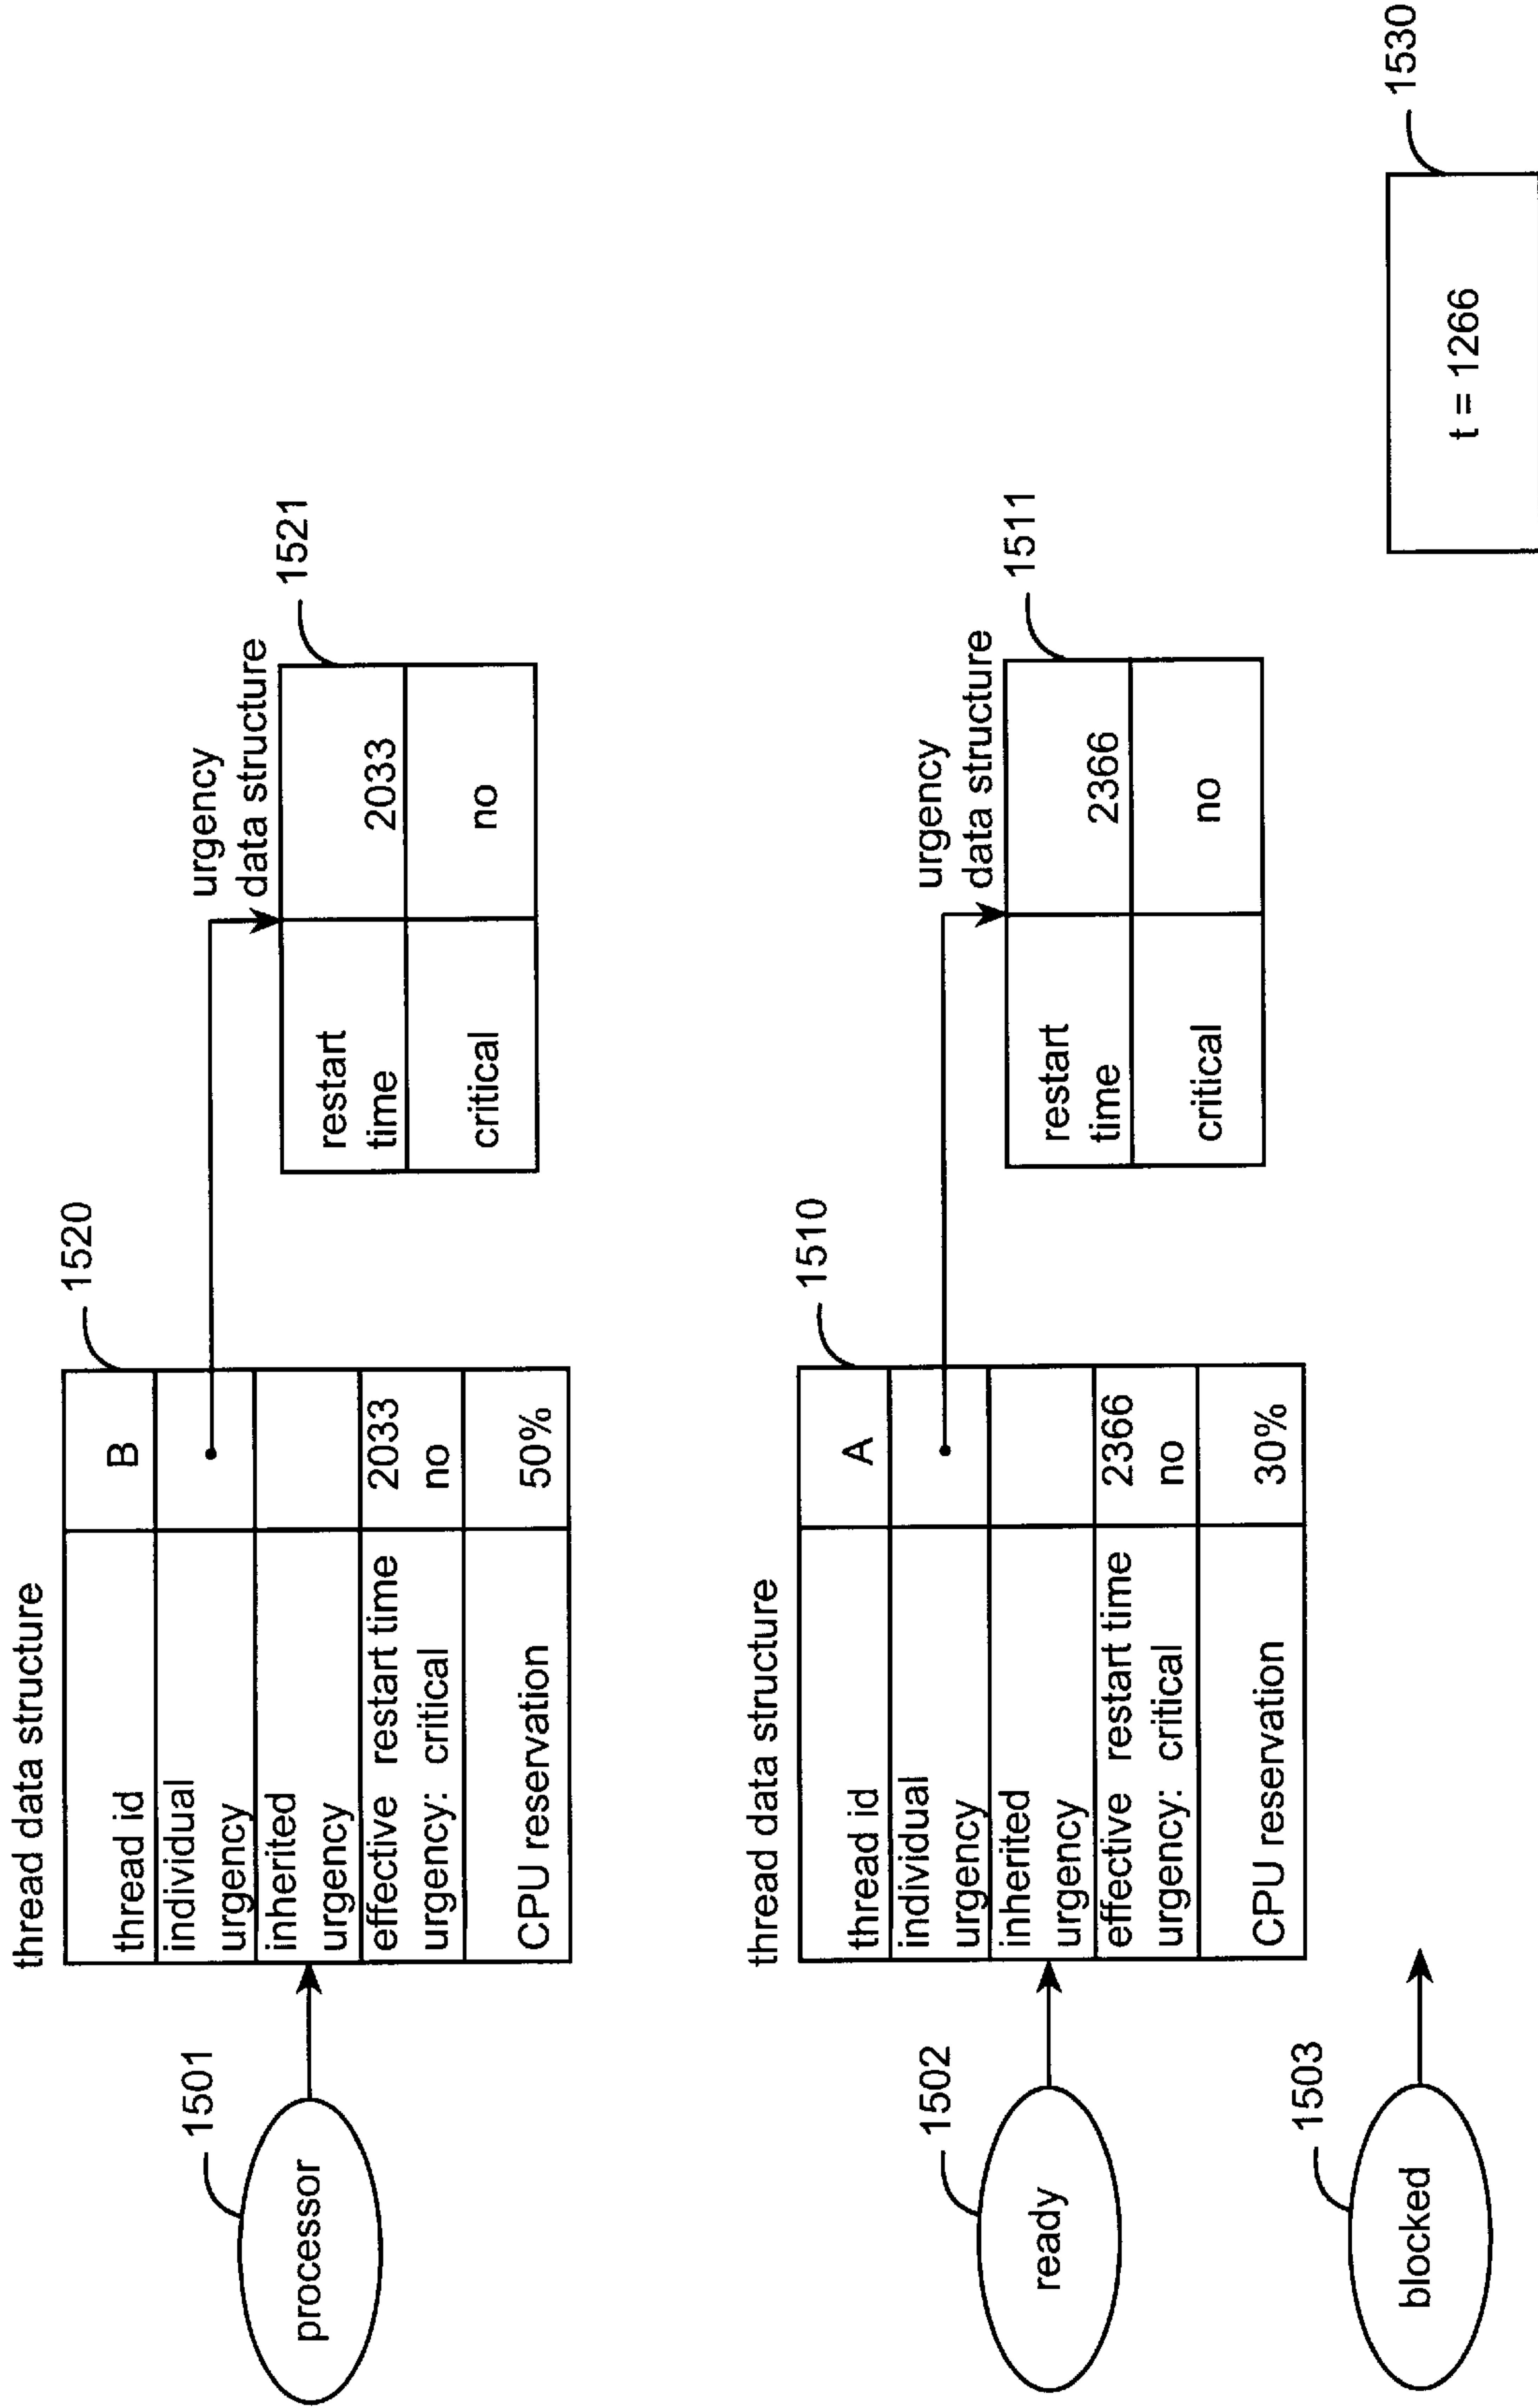 thread data structure
1520
thread id B
individual
urgency
inherited
urgency
effective restart time 2033
urgency: critical no
CPU reservation 50%
1501
processor
urgency
data structure
1521
restart
time 2033
critical no
thread data structure
1510
thread id A
individual
urgency
inherited
urgency
effective restart time 2366
urgency: critical no
CPU reservation 30%
1502
ready
urgency
data structure
1511
restart
time 2366
critical no
1503
blocked
1530
t = 1266